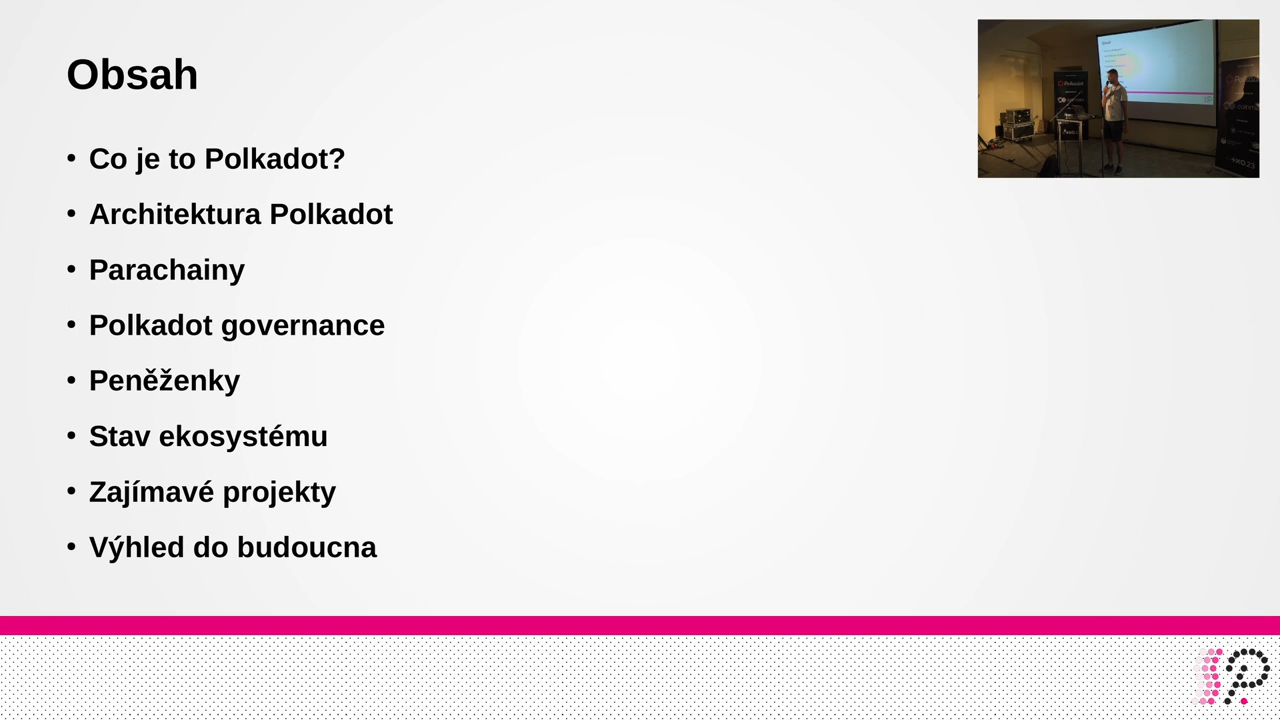 Obsah
• Co je to Polkadot?
• Architektura Polkadot
• Parachainy
• Polkadot governance
• Peněženky
• Stav ekosystému
• Zajímavé projekty
• Výhled do budoucna